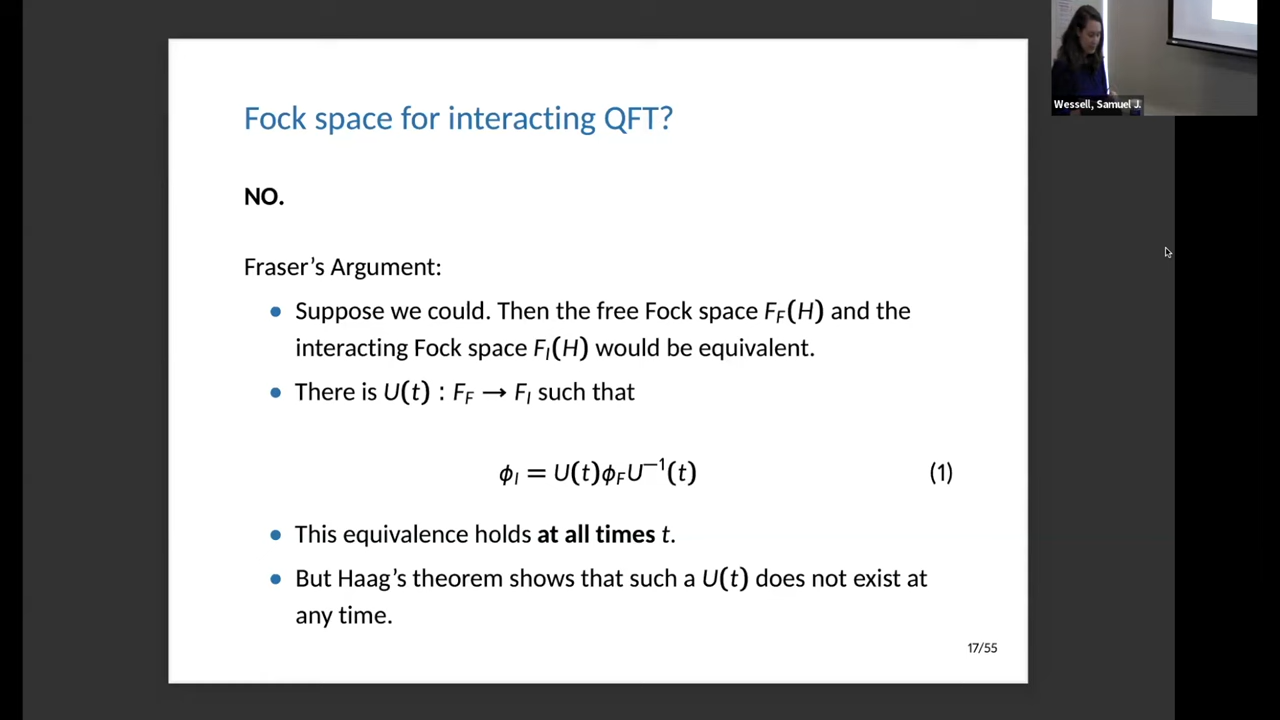 Fock space for interacting QFT?
NO.
Fraser’s Argument:
• Suppose we could. Then the free Fock space F_F(H) and the
interacting Fock space F_I(H) would be equivalent.
• There is U(t) : F_F → F_I such that
ϕ_I = U(t)ϕ_F U^{−1}(t) (1)
• This equivalence holds at all times t.
• But Haag’s theorem shows that such a U(t) does not exist at
any time.
17/55
Wessell, Samuel J.